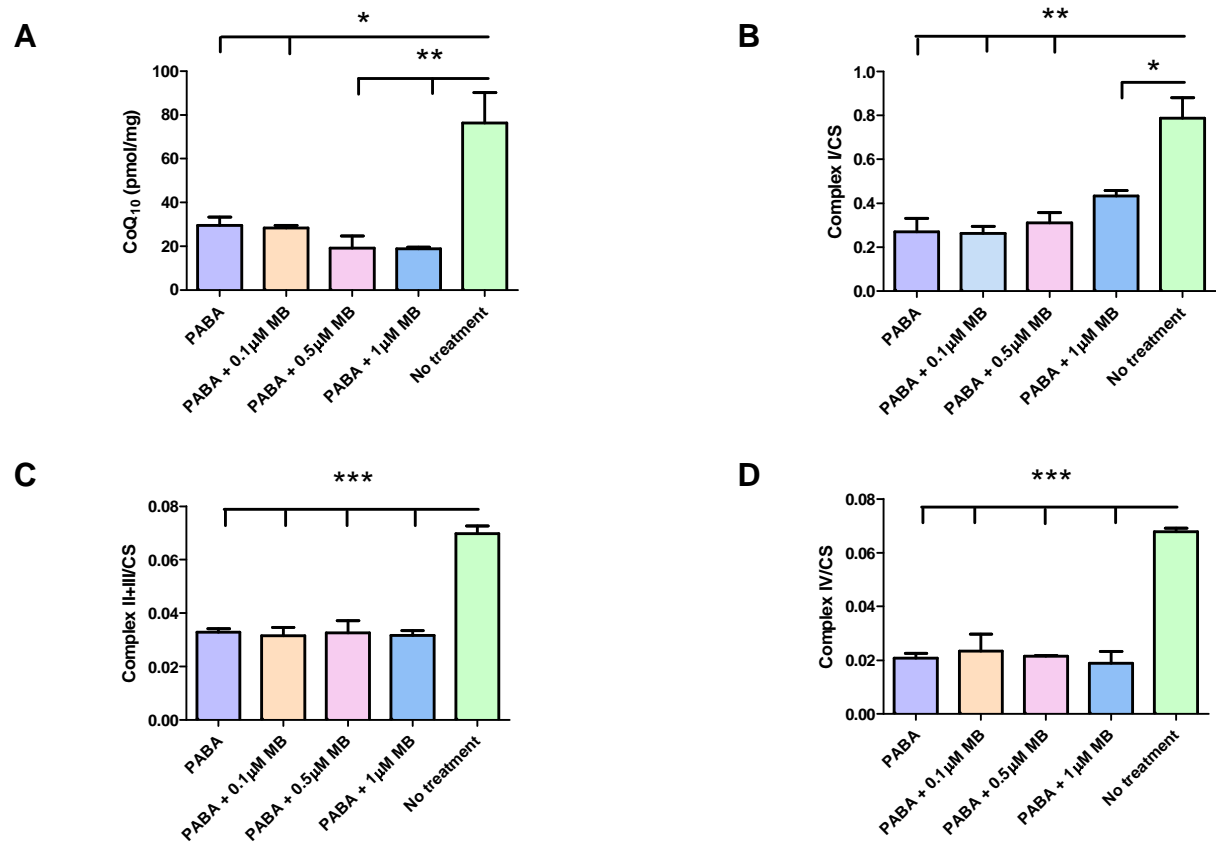 A
*
**
CoQ10 (pmol/mg)
100
80
60
40
20
0
PABA
PABA + 0.1µM MB
PABA + 0.5µM MB
PABA + 1µM MB
No treatment
B
**
*
Complex I/CS
1.0
0.8
0.6
0.4
0.2
0.0
PABA
PABA + 0.1µM MB
PABA + 0.5µM MB
PABA + 1µM MB
No treatment
C
***
Complex II+III/CS
0.08
0.06
0.04
0.02
0.00
PABA
PABA + 0.1µM MB
PABA + 0.5µM MB
PABA + 1µM MB
No treatment
D
***
Complex IV/CS
0.08
0.06
0.04
0.02
0.00
PABA
PABA + 0.1µM MB
PABA + 0.5µM MB
PABA + 1µM MB
No treatment